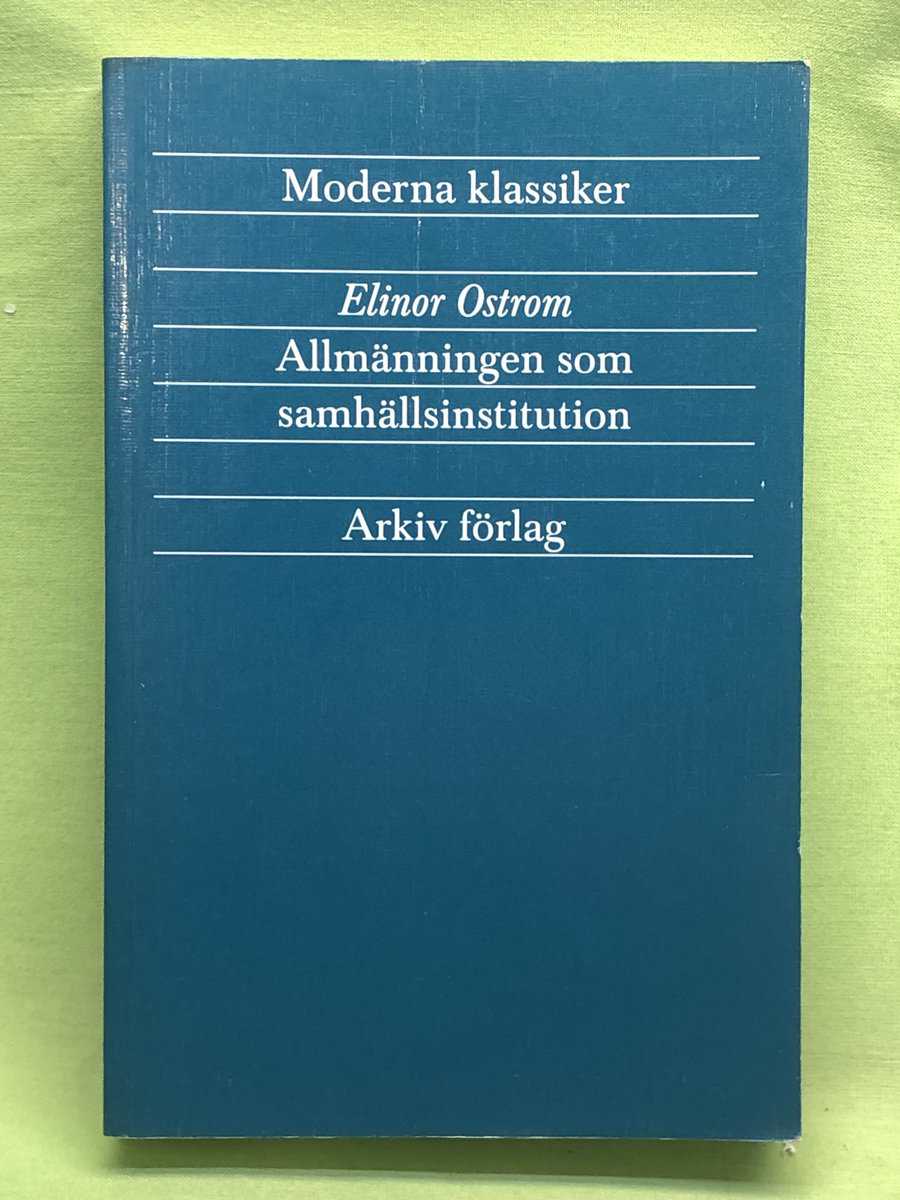 Moderna klassiker
Elinor Ostrom
Allmänningen som
samhällsinstitution
Arkiv förlag